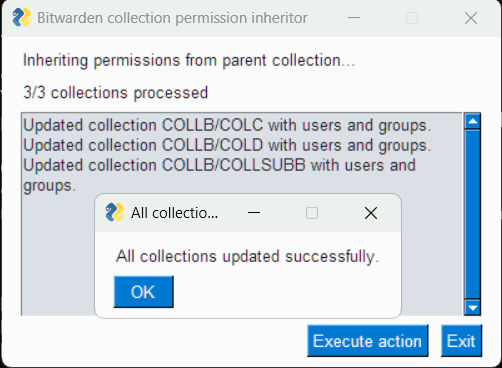 Bitwarden collection permission inheritor
Inheriting permissions from parent collection...
3/3 collections processed
Updated collection COLLB/COLC with users and groups.
Updated collection COLLB/COLD with users and groups.
Updated collection COLLB/COLLSUBB with users and
groups.
All collectio...
All collections updated successfully.
OK
Execute action
Exit